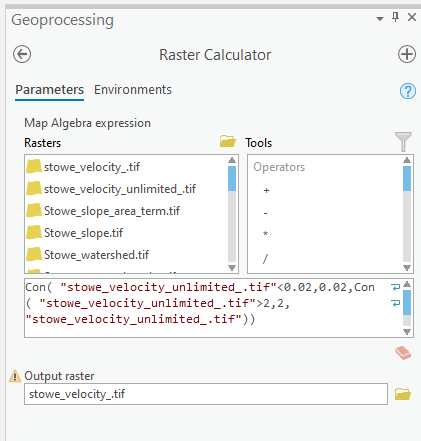 Geoprocessing
Raster Calculator
Parameters Environments
?
Map Algebra expression
Rasters
Tools
stowe_velocity_.tif
stowe_velocity_unlimited_.tif
Stowe_slope_area_term.tif
Stowe_slope.tif
Stowe_watershed.tif
Operators
+
-
*
/
Con( "stowe_velocity_unlimited_.tif"<0.02,0.02,Con
( "stowe_velocity_unlimited_.tif">2,2,
"stowe_velocity_unlimited_.tif"))
Output raster
stowe_velocity_.tif